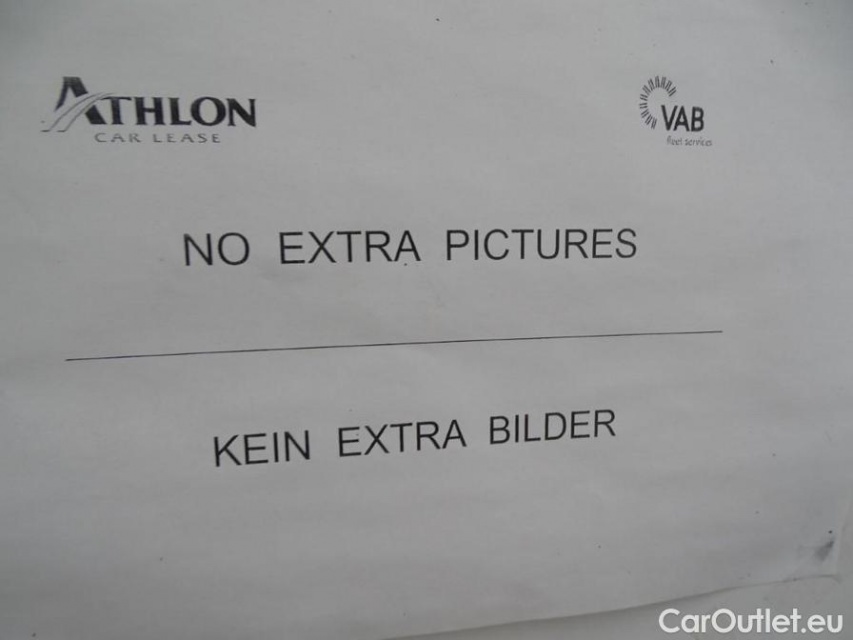 ATHLON
CAR LEASE
VAB
fleet services
NO EXTRA PICTURES
KEIN EXTRA BILDER
CarOutlet.eu